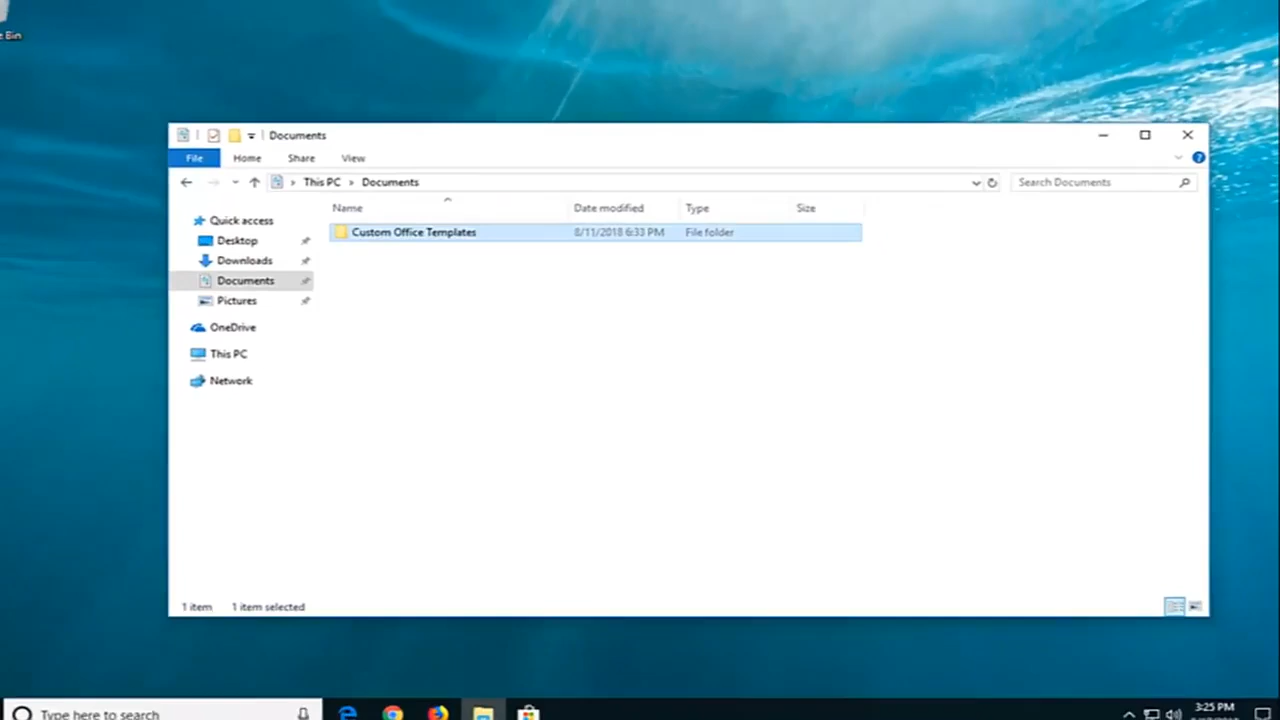 Bin
Documents
File Home Share View
This PC Documents
Search Documents
Name Date modified Type Size
Custom Office Templates 8/11/2018 6:33 PM File folder
Quick access
Desktop
Downloads
Documents
Pictures
OneDrive
This PC
Network
1 item 1 item selected
Type here to search
3:25 PM